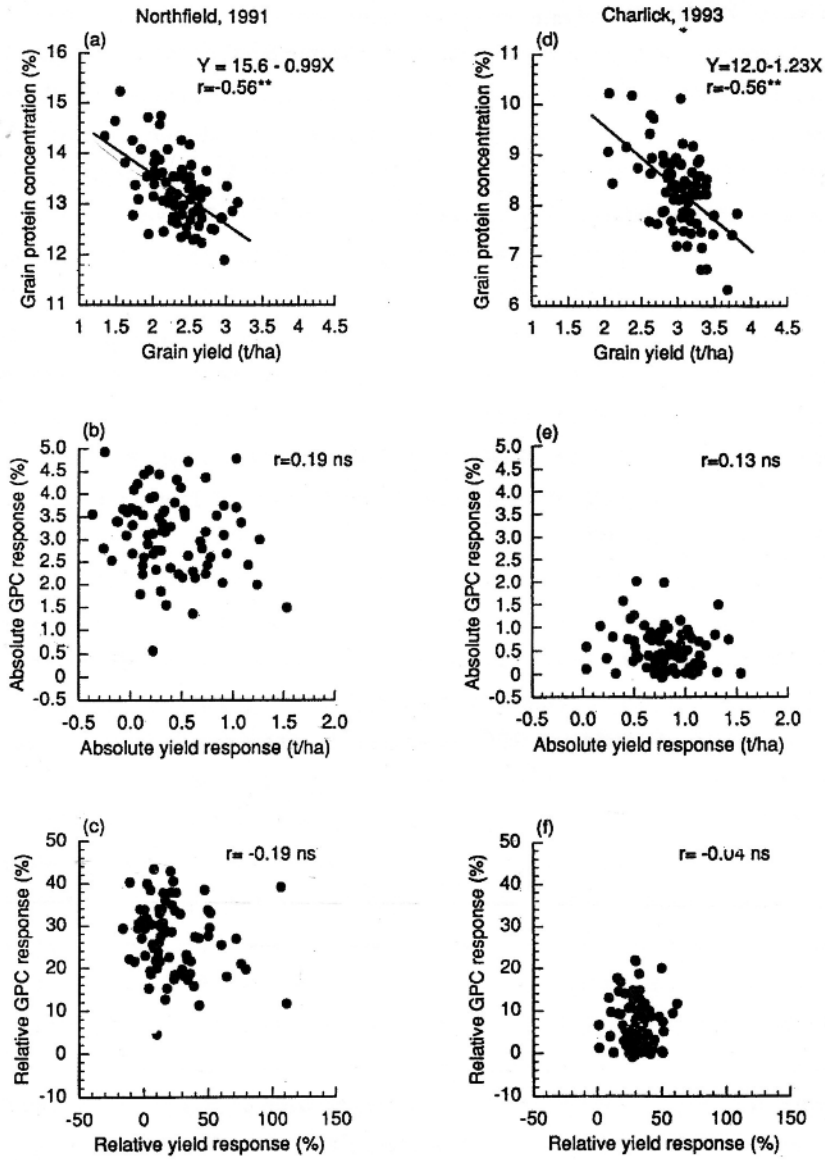 Northfield, 1991
(a)
Y = 15.6 - 0.99X
r=-0.56**
Grain protein concentration (%)
16
15
14
13
12
11
1 1.5 2 2.5 3 3.5 4 4.5
Grain yield (t/ha)
Charlick, 1993
(d)
Y=12.0-1.23X
r=-0.56**
Grain protein concentration (%)
11
10
9
8
7
6
1 1.5 2 2.5 3 3.5 4 4.5
Grain yield (t/ha)
(b)
r=0.19 ns
Absolute GPC response (%)
5.0
4.5
4.0
3.5
3.0
2.5
2.0
1.5
1.0
0.5
0
-0.5
-0.5 0.0 0.5 1.0 1.5 2.0
Absolute yield response (t/ha)
(e)
r=0.13 ns
Absolute GPC response (%)
5.0
4.5
4.0
3.5
3.0
2.5
2.0
1.5
1.0
0.5
0
-0.5
-0.5 0.0 0.5 1.0 1.5 2.0
Absolute yield response (t/ha)
(c)
r= -0.19 ns
Relative GPC response (%)
50
40
30
20
10
0
-10
-50 0 50 100 150
Relative yield response (%)
(f)
r= -0.04 ns
Relative GPC response (%)
50
40
30
20
10
0
-10
-50 0 50 100 150
Relative yield response (%)